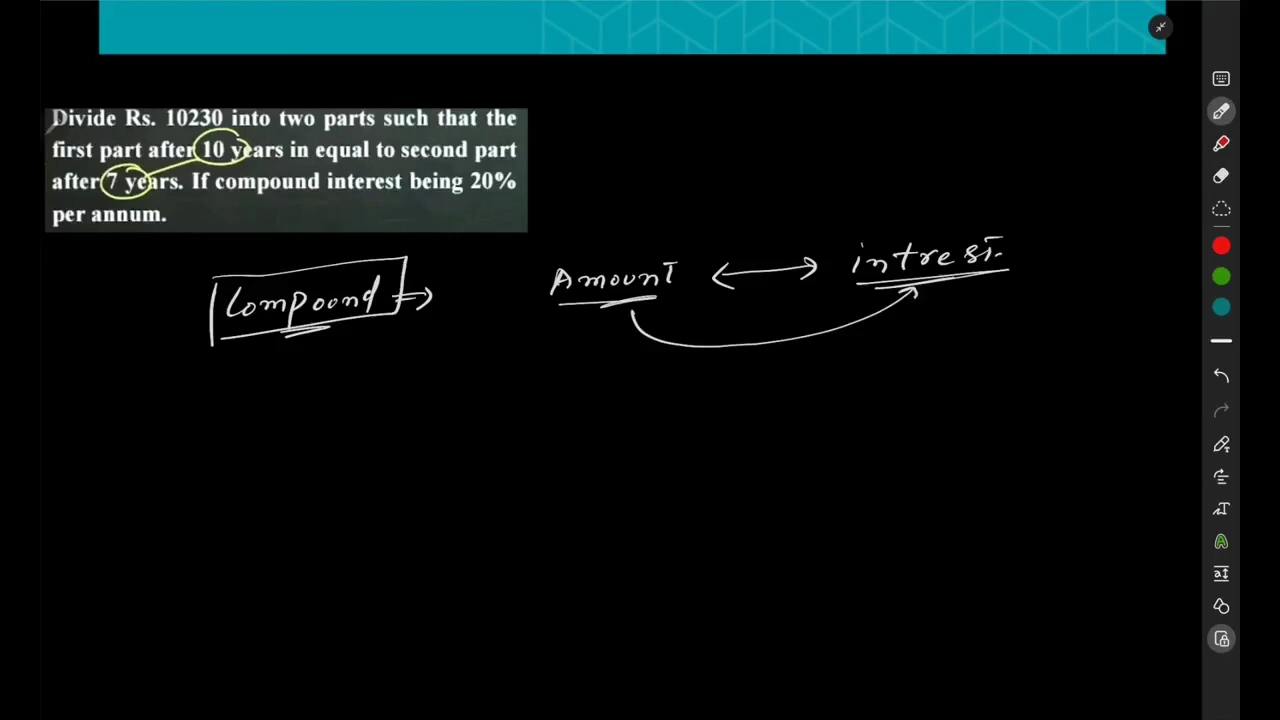 Divide Rs. 10230 into two parts such that the
first part after 10 years in equal to second part
after 7 years. If compound interest being 20%
per annum.
Compound Amount intrest.